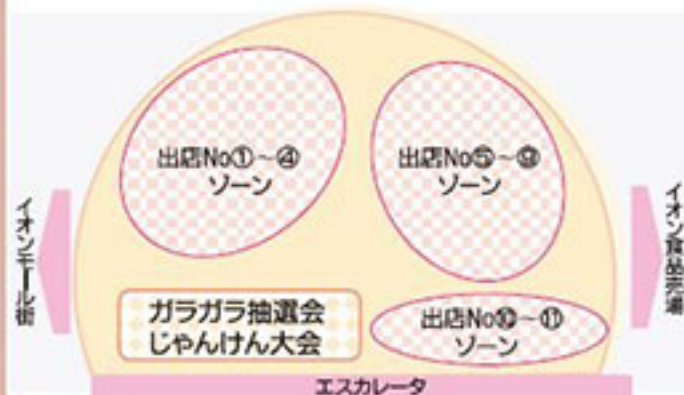 出店No①~④
ゾーン
出店No⑤~⑨
ゾーン
イオンモール街
イオン食品売場
ガラガラ抽選会
じゃんけん大会
出店No⑩~⑪
ゾーン
エスカレータ